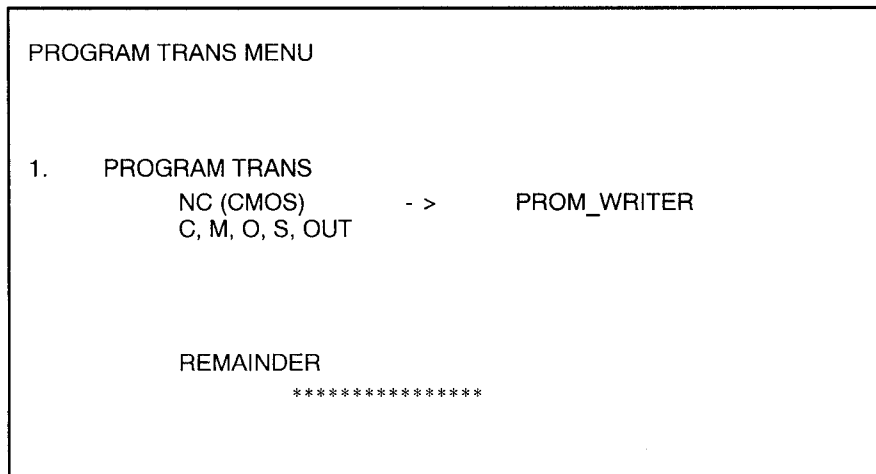 PROGRAM TRANS MENU
1. PROGRAM TRANS
NC (CMOS) - > PROM_WRITER
C, M, O, S, OUT
REMAINDER
****************